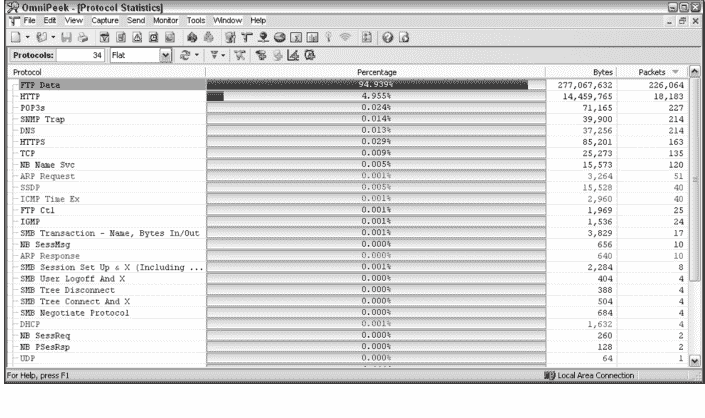 OmniPeek - [Protocol Statistics]
File Edit View Capture Send Monitor Tools Window Help
Protocols: 34 Flat
Protocol Percentage Bytes Packets
FTP Data 94.939% 277,067,632 226,064
HTTP 4.955% 14,459,765 18,183
POP3s 0.024% 71,165 227
SNMP Trap 0.014% 39,900 214
DNS 0.013% 37,256 214
HTTPS 0.029% 85,201 163
TCP 0.009% 25,273 135
NB Name Svc 0.005% 15,573 120
ARP Request 0.001% 3,264 51
SSDP 0.005% 15,528 40
ICMP Time Ex 0.001% 2,960 40
FTP Ctl 0.001% 1,969 25
IGMP 0.001% 1,536 24
SMB Transaction - Name, Bytes In/Out 0.001% 3,829 17
NB SessMsg 0.000% 656 10
ARP Response 0.000% 640 10
SMB Session Set Up & X (Including ... 0.001% 2,284 8
SMB User Logoff And X 0.000% 404 4
SMB Tree Disconnect 0.000% 388 4
SMB Tree Connect And X 0.000% 504 4
SMB Negotiate Protocol 0.000% 684 4
DHCP 0.001% 1,632 4
NB SessReq 0.000% 260 2
NB PSesRsp 0.000% 128 2
UDP 0.000% 64 1
For Help, press F1 Local Area Connection